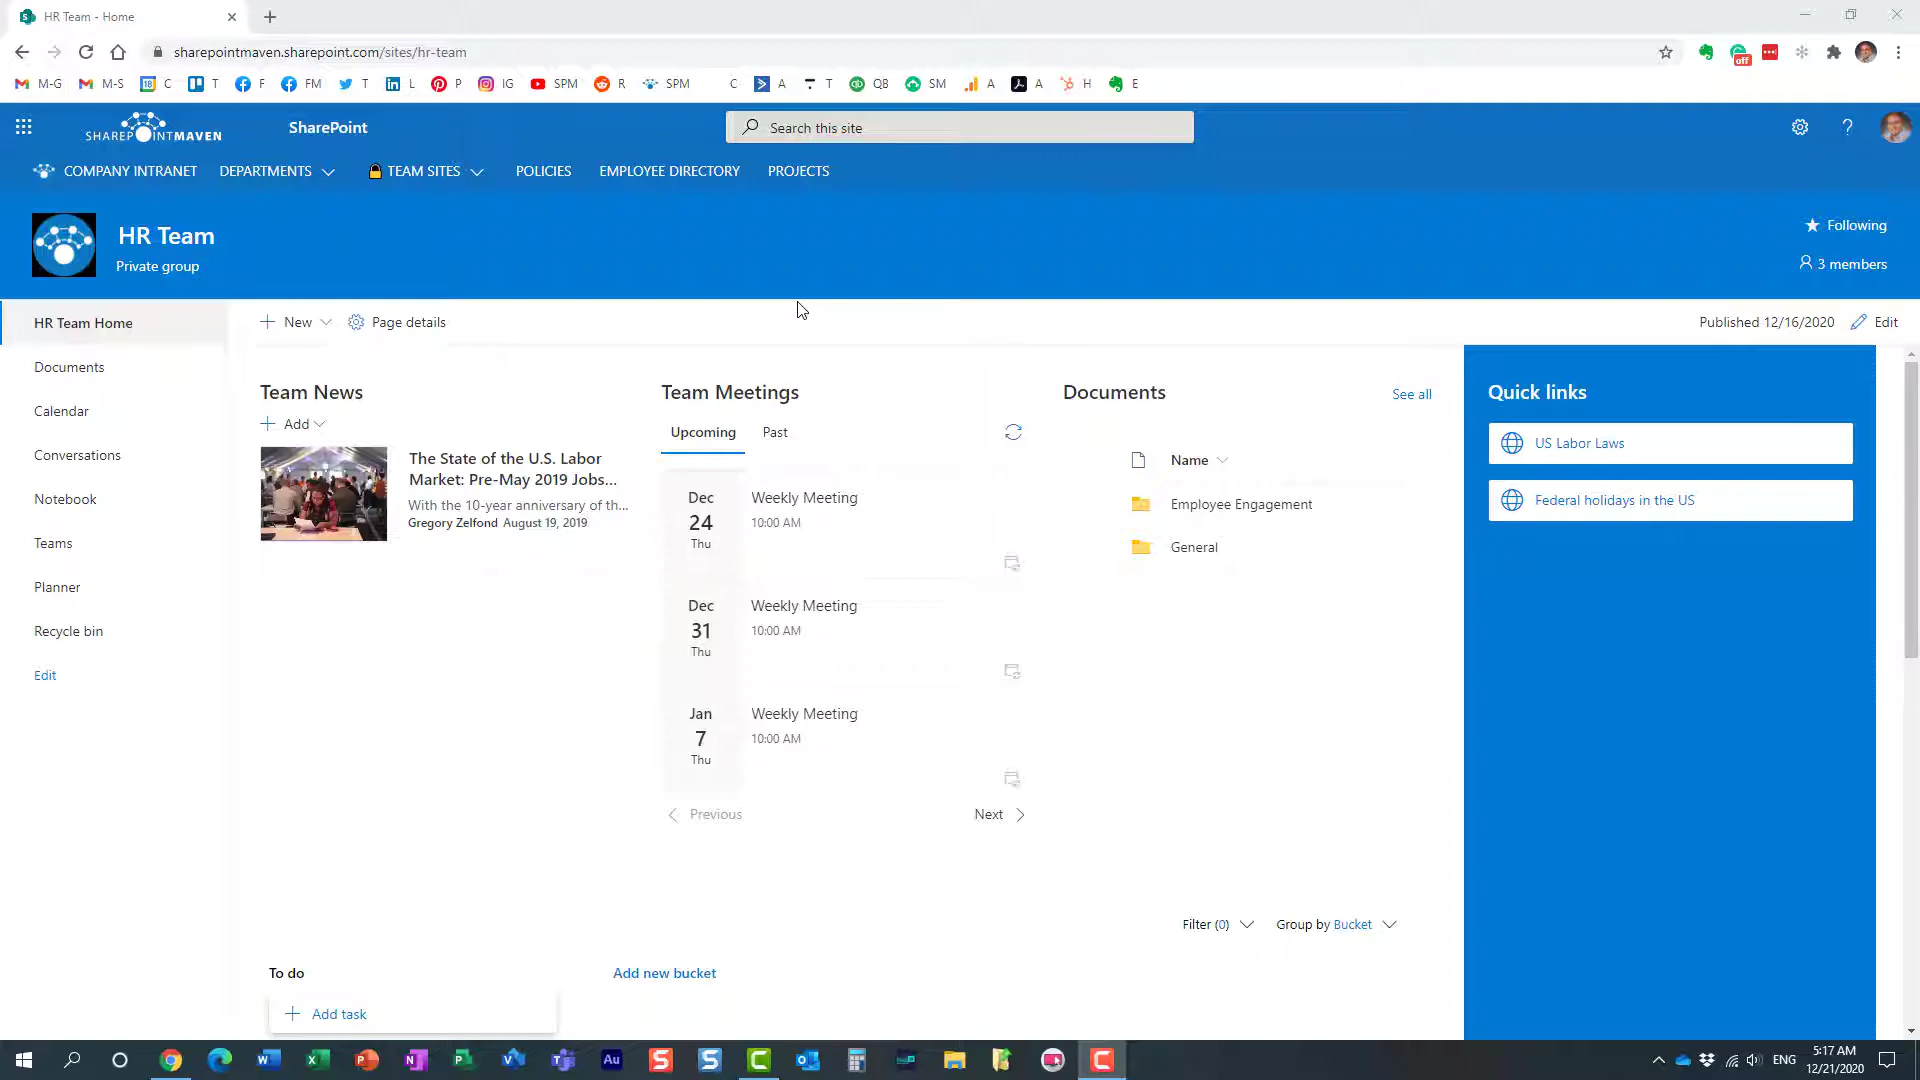 HR Team - Home
sharepointmaven.sharepoint.com/sites/hr-team
M-G M-S C T F FM T L P IG SPM R SPM C A T QB SM A A H E
off
SHAREPOINTMAVEN SharePoint Search this site
COMPANY INTRANET DEPARTMENTS TEAM SITES POLICIES EMPLOYEE DIRECTORY PROJECTS
HR Team
Private group
Following
3 members
HR Team Home
Documents
Calendar
Conversations
Notebook
Teams
Planner
Recycle bin
Edit
New Page details Published 12/16/2020 Edit
Team News
Add
The State of the U.S. Labor
Market: Pre-May 2019 Jobs...
With the 10-year anniversary of th...
Gregory Zelfond August 19, 2019
Team Meetings
Upcoming Past
Dec
24
Thu
Weekly Meeting
10:00 AM
Dec
31
Thu
Weekly Meeting
10:00 AM
Jan
7
Thu
Weekly Meeting
10:00 AM
Previous Next
Documents See all
Name
Employee Engagement
General
Quick links
US Labor Laws
Federal holidays in the US
Filter (0) Group by Bucket
To do Add new bucket
Add task
ENG
5:17 AM
12/21/2020